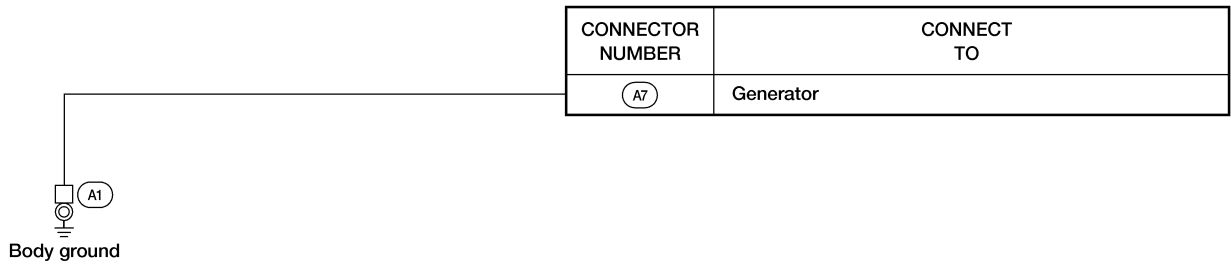 CONNECTOR NUMBER
CONNECT TO
A7
Generator
A1
Body ground